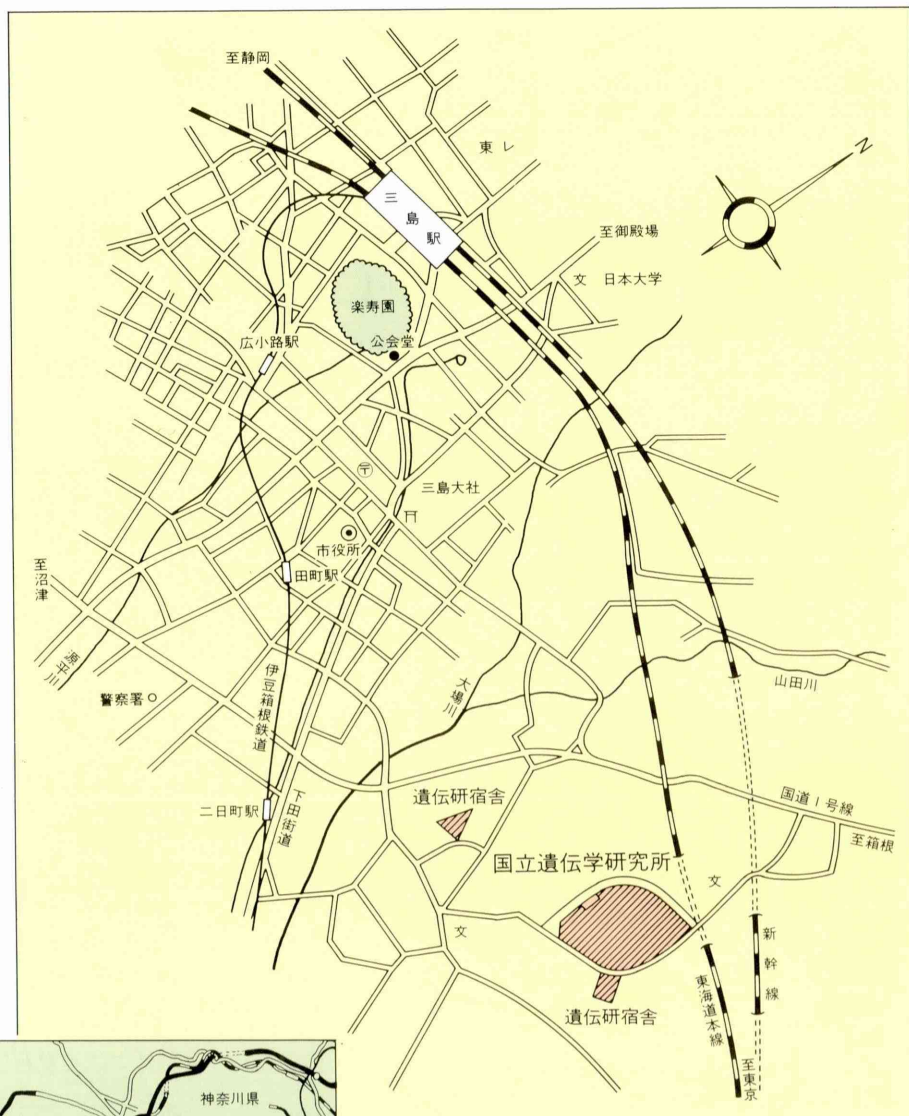 至静岡
東レ
N
三島駅
至御殿場
文 日本大学
楽寿園
広小路駅
公会堂
〒
三島大社
市役所
田町駅
至沼津
源平川
警察署
伊豆箱根鉄道
大場川
山田川
二日町駅
下田街道
遺伝研宿舎
国道1号線
至箱根
国立遺伝学研究所
文
文
新幹線
遺伝研宿舎
東海道本線
至東京
神奈川県